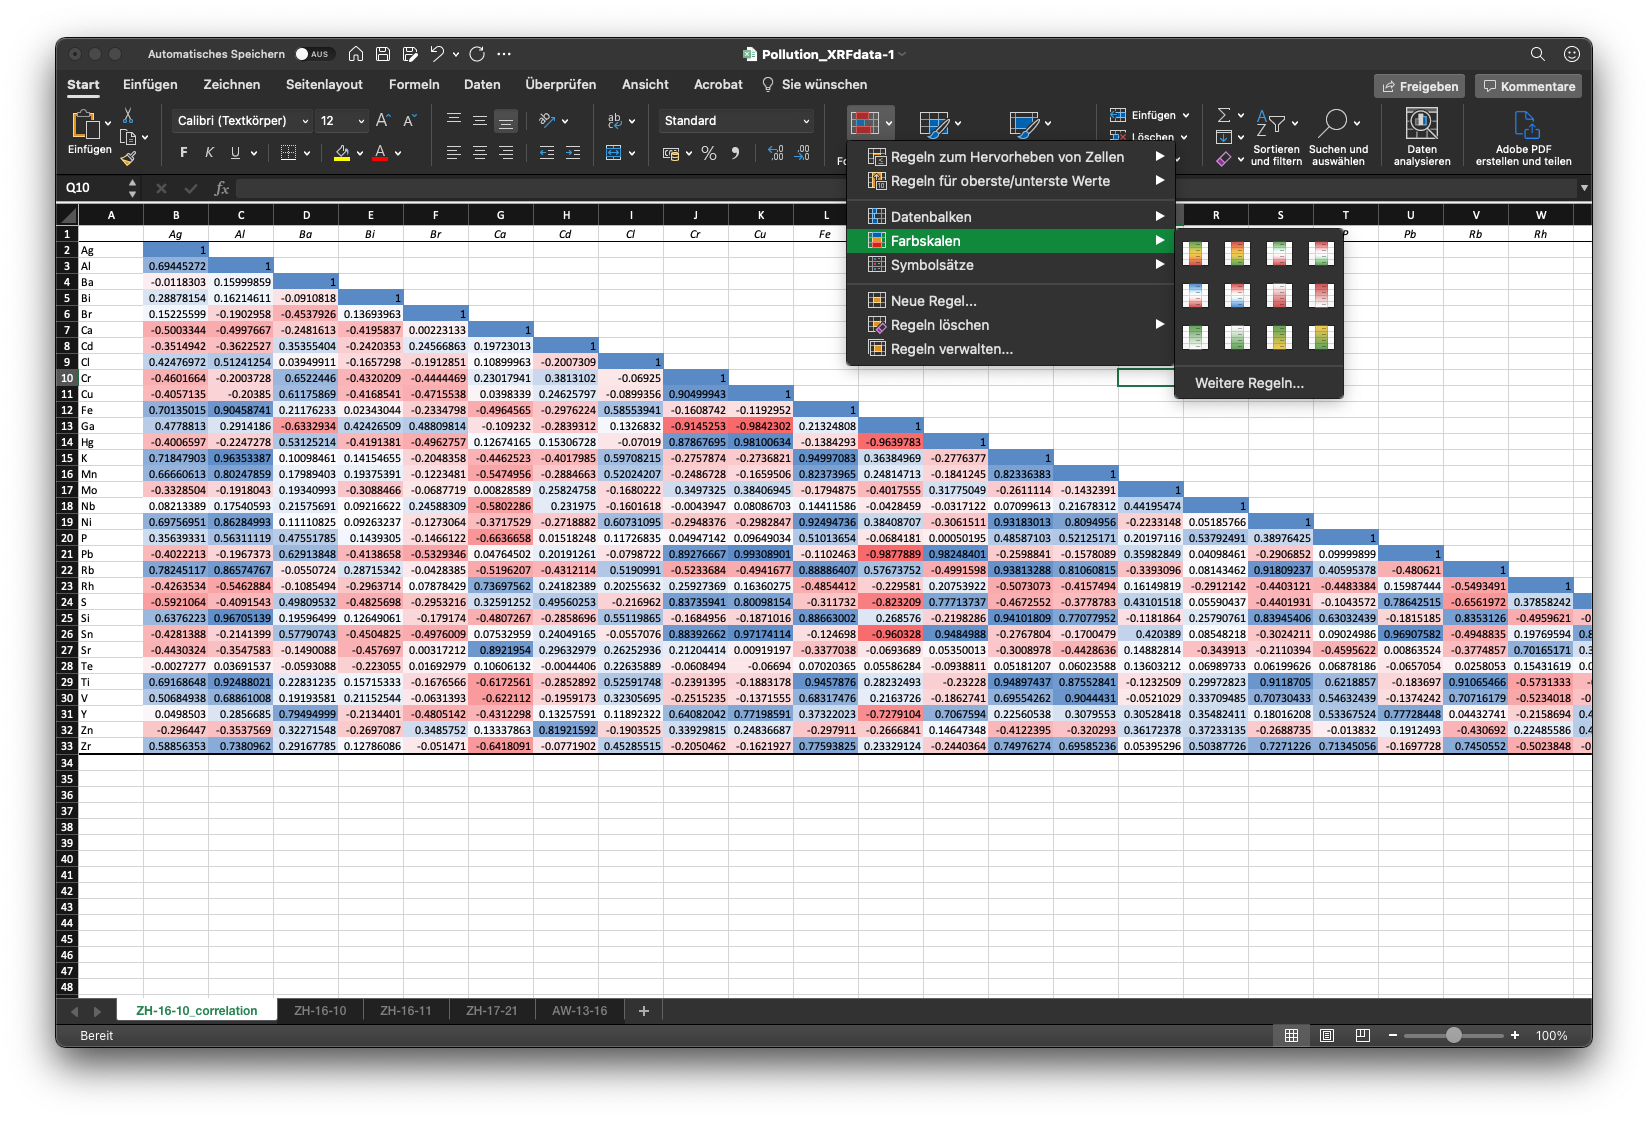 Automatisches Speichern AUS Pollution_XRFdata-1
Start Einfügen Zeichnen Seitenlayout Formeln Daten Überprüfen Ansicht Acrobat Sie wünschen Freigeben Kommentare
Calibri (Textkörper) 12 Standard Einfügen
Löschen
Einfügen F K U Sortieren und filtern Suchen und auswählen Daten analysieren Adobe PDF erstellen und teilen
Q10 fx
Regeln zum Hervorheben von Zellen
Regeln für oberste/unterste Werte
Datenbalken
Farbskalen
Symbolsätze
Neue Regel...
Regeln löschen
Regeln verwalten...
Weitere Regeln...
A B C D E F G H I J K L R S T U V W
1 Ag Al Ba Bi Br Ca Cd Cl Cr Cu Fe P Pb Rb Rh
2 Ag 1
3 Al 0.69445272 1
4 Ba -0.0118303 0.15999859 1
5 Bi 0.28878154 0.16214611 -0.0910818 1
6 Br 0.15225599 -0.1902958 -0.4537926 0.13693963 1
7 Ca -0.5003344 -0.4997667 -0.2481613 -0.4195837 0.00223133 1
8 Cd -0.3514942 -0.3622527 0.35355404 -0.2420353 0.24566863 0.19723013 1
9 Cl 0.42476972 0.51241254 0.03949911 -0.1657298 -0.1912851 0.10899963 -0.2007309 1
10 Cr -0.4601664 -0.2003728 0.6522446 -0.4320209 -0.4444469 0.23017941 0.3813102 -0.06925 1
11 Cu -0.4057135 -0.20385 0.61175869 -0.4168541 -0.4715538 0.0398339 0.24625797 -0.0899356 0.90499943 1
12 Fe 0.70135015 0.90458741 0.21176233 0.02343044 -0.2334798 -0.4964565 -0.2976224 0.58553941 -0.1608742 -0.1192952 1
13 Ga 0.4778813 0.2914186 -0.6332934 0.42426509 0.48809814 -0.109232 -0.2839312 0.1326832 -0.9145253 -0.9842302 0.21324808 1
14 Hg -0.4006597 -0.2247278 0.53125214 -0.4191381 -0.4962757 0.12674165 0.15306728 -0.07019 0.87867695 0.98100634 -0.1384293 -0.9639783 1
15 K 0.71847903 0.96353387 0.10098461 0.14154655 -0.2048358 -0.4462523 -0.4017985 0.59708215 -0.2757874 -0.2736821 0.94997083 0.36384969 -0.2776377 1
16 Mn 0.66660613 0.80247859 0.17989403 0.19375391 -0.1223481 -0.5474956 -0.2884663 0.52024207 -0.2486728 -0.1659506 0.82373965 0.24814713 -0.1841245 0.82336383 1
17 Mo -0.3328504 -0.1918043 0.19340993 -0.3088466 -0.0687719 0.00828589 0.25824758 -0.1680222 0.3497325 0.38406945 -0.1794875 -0.4017555 0.31775049 -0.2611114 -0.1432391 1
18 Nb 0.08213389 0.17540593 0.21575691 0.09216622 0.24588309 -0.5802286 0.231975 -0.1601618 -0.0043947 0.08086703 0.14411586 -0.0428459 -0.0317122 0.07099613 0.21678312 0.44195474 1
19 Ni 0.69756951 0.86284993 0.11110825 0.09263237 -0.1273064 -0.3717529 -0.2718882 0.60731095 -0.2948376 -0.2982847 0.92494736 0.38408707 -0.3061511 0.93183013 0.8094956 -0.2233148 0.05185766 1
20 P 0.35639331 0.56311119 0.47551785 0.1439305 -0.1466122 -0.6636658 0.01518248 0.11726835 0.04947142 0.09649034 0.51013654 -0.0684181 0.00050195 0.48587103 0.52125171 0.20197116 0.53792491 0.38976425 1
21 Pb -0.4022213 -0.1967373 0.62913848 -0.4138658 -0.5329346 0.04764502 0.20191261 -0.0798722 0.89276667 0.99308901 -0.1102463 -0.9877889 0.98248401 -0.2598841 -0.1578089 0.35982849 0.04098461 -0.2906852 0.09999899 1
22 Rb 0.78245117 0.86574767 -0.0550724 0.28715342 -0.0428385 -0.5196207 -0.4312114 0.5190991 -0.5233684 -0.4941677 0.88886407 0.57673752 -0.4991598 0.93813288 0.81060815 -0.3393096 0.08143462 0.91809237 0.40595378 -0.480621 1
23 Rh -0.4263534 -0.5462884 -0.1085494 -0.2963714 0.07878429 0.73697562 0.24182389 0.20255632 0.25927369 0.16360275 -0.4854412 -0.229581 0.20753922 -0.5073073 -0.4157494 0.16149819 -0.2912142 -0.4403121 -0.4483384 0.15987444 -0.5493491 1
24 S -0.5921064 -0.4091543 0.49809532 -0.4825698 -0.2953216 0.32591252 0.49560253 -0.216962 0.83735941 0.80098154 -0.311732 -0.823209 0.77713737 -0.4672552 -0.3778783 0.43101518 0.05590437 -0.4401931 -0.1043572 0.78642515 -0.6561972 0.37858242
25 Si 0.6376223 0.96705139 0.19596499 0.12649061 -0.179174 -0.4807267 -0.2858696 0.55119865 -0.1684956 -0.1871016 0.88663002 0.268576 -0.2198286 0.94101809 0.77077952 -0.1181864 0.25790761 0.83945406 0.63032439 -0.1815185 0.8353126 -0.4959621 -0
26 Sn -0.4281388 -0.2141399 0.57790743 -0.4504825 -0.4976009 0.07532959 0.24049165 -0.0557076 0.88392662 0.97174114 -0.124698 -0.960328 0.9484988 -0.2767804 -0.1700479 0.420389 0.08548218 -0.3024211 0.09024986 0.96907582 -0.4948835 0.19769594 0.8
27 Sr -0.4430324 -0.3547583 -0.1490088 -0.457697 0.00317212 0.8921954 0.29632979 0.26252936 0.21204414 0.00919197 -0.3377038 -0.0693689 0.05350013 -0.3008978 -0.4428636 0.14882814 -0.343913 -0.2110394 -0.4595622 0.00863524 -0.3774857 0.70165171 0.3
28 Te -0.0027277 0.03691537 -0.0593088 -0.223055 0.01692979 0.10606132 -0.0044406 0.22635889 -0.0608494 -0.06694 0.07020365 0.05586284 -0.0938811 0.05181207 0.06023588 0.13603212 0.06989733 0.06199626 0.06878186 -0.0657054 0.0258053 0.15431619 0.0
29 Ti 0.69168648 0.92488021 0.22831235 0.15715333 -0.1676566 -0.6172561 -0.2852892 0.52591748 -0.2391395 -0.1883178 0.9457876 0.28232493 -0.23228 0.94897437 0.87552841 -0.1232509 0.29972823 0.9118705 0.6218857 -0.183697 0.91065466 -0.5731333 -0
30 V 0.50684938 0.68861008 0.19193581 0.21152544 -0.0631393 -0.622112 -0.1959173 0.32305695 -0.2515235 -0.1371555 0.68317476 0.2163726 -0.1862741 0.69554262 0.9044431 -0.0521029 0.33709485 0.70730433 0.54632439 -0.1374242 0.70716179 -0.5234018 -0
31 Y 0.0498503 0.2856685 0.79494999 -0.2134401 -0.4805142 -0.4312298 0.13257591 0.11892322 0.64082042 0.77198591 0.37322023 -0.7279104 0.7067594 0.22560538 0.3079553 0.30528418 0.35482411 0.18016208 0.53367524 0.77728448 0.04432741 -0.2158694 0.4
32 Zn -0.296447 -0.3537569 0.32271548 -0.2697087 0.3485752 0.13337863 0.81921592 -0.1903525 0.33929815 0.24836687 -0.297911 -0.2666841 0.14647348 -0.4122395 -0.320293 0.36172378 0.37233135 -0.2688735 -0.013832 0.1912493 -0.430692 0.22485586 0.4
33 Zr 0.58856353 0.7380962 0.29167785 0.12786086 -0.051471 -0.6418091 -0.0771902 0.45285515 -0.2050462 -0.1621927 0.77593825 0.23329124 -0.2440364 0.74976274 0.69585236 0.05395296 0.50387726 0.7271226 0.71345056 -0.1697728 0.7450552 -0.5023848 -0
34
35
36
37
38
39
40
41
42
43
44
45
46
47
48
ZH-16-10_correlation ZH-16-10 ZH-16-11 ZH-17-21 AW-13-16 +
Bereit 100%